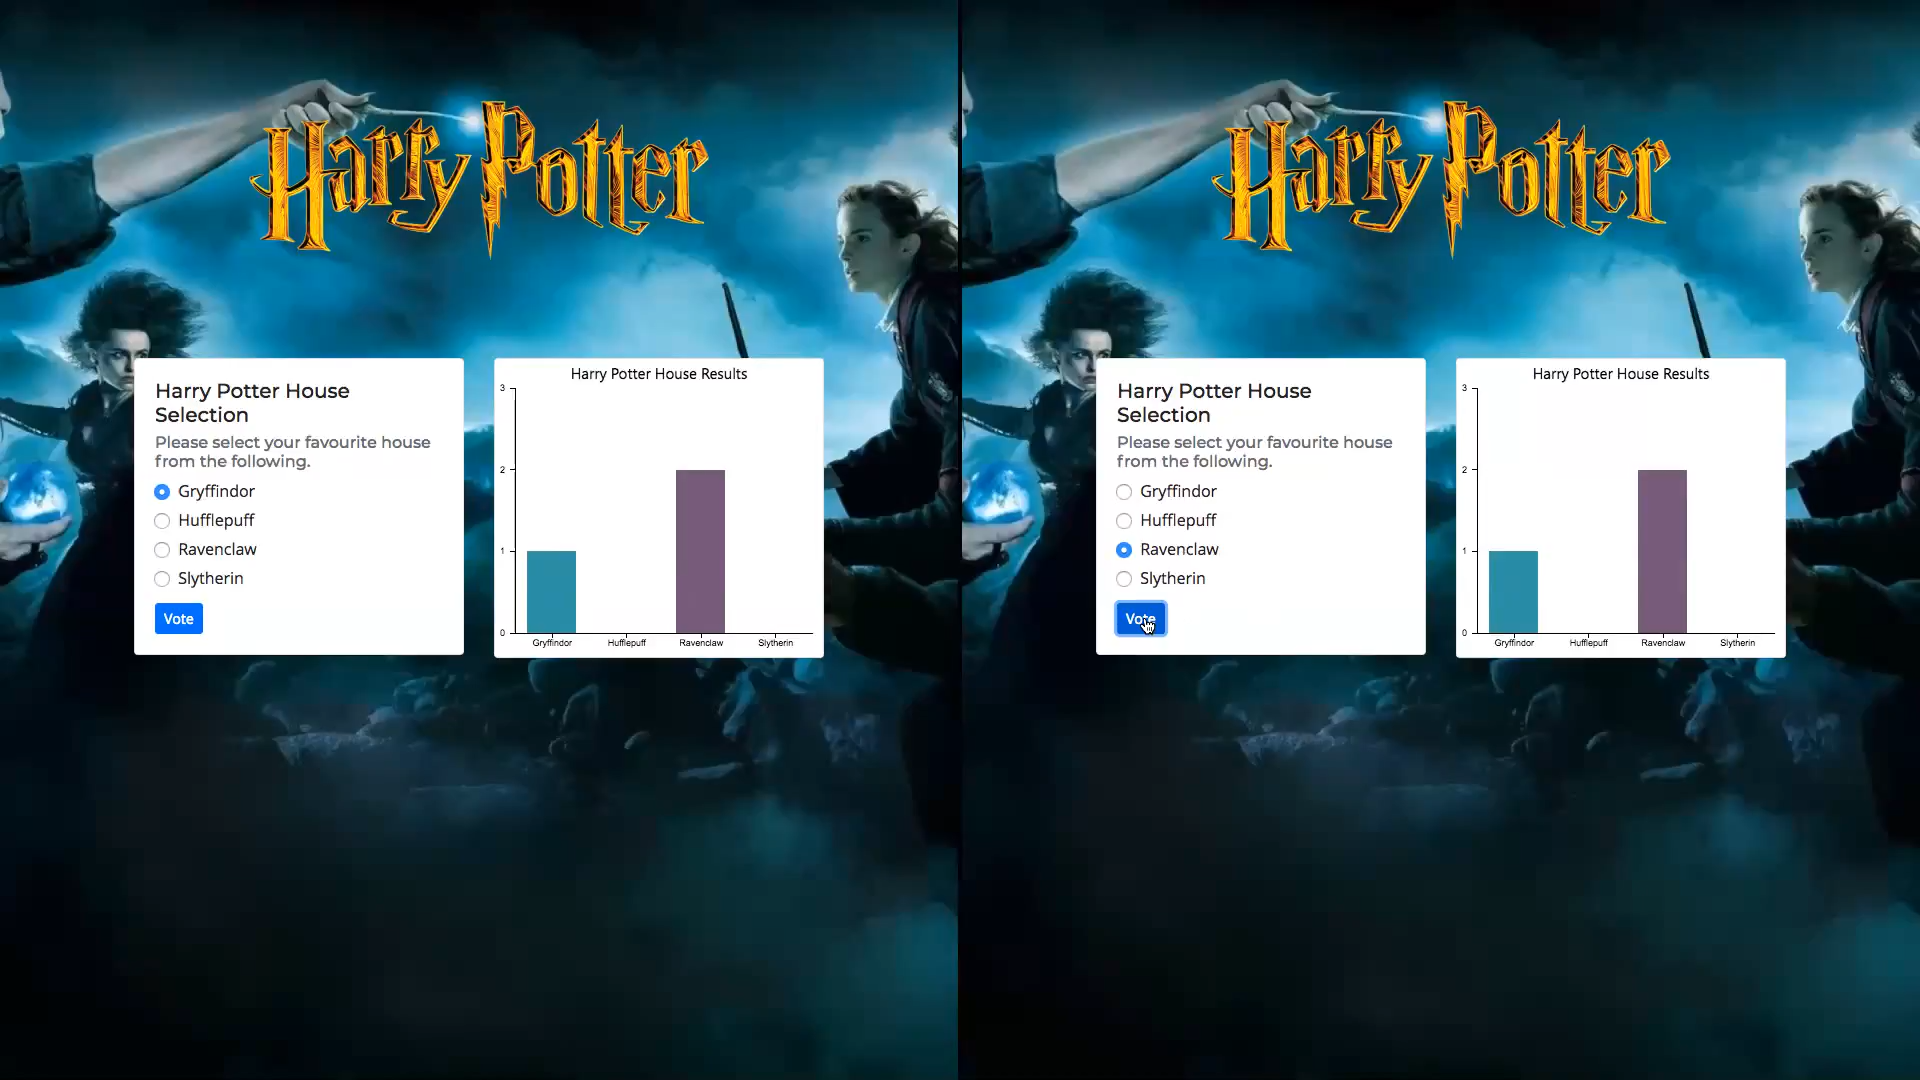 Harry Potter
Harry Potter House
Selection
Please select your favourite house
from the following.
Gryffindor
Hufflepuff
Ravenclaw
Slytherin
Vote
Harry Potter House Results
3
2
1
0
Gryffindor Hufflepuff Ravenclaw Slytherin
Harry Potter
Harry Potter House
Selection
Please select your favourite house
from the following.
Gryffindor
Hufflepuff
Ravenclaw
Slytherin
Vote
Harry Potter House Results
3
2
1
0
Gryffindor Hufflepuff Ravenclaw Slytherin